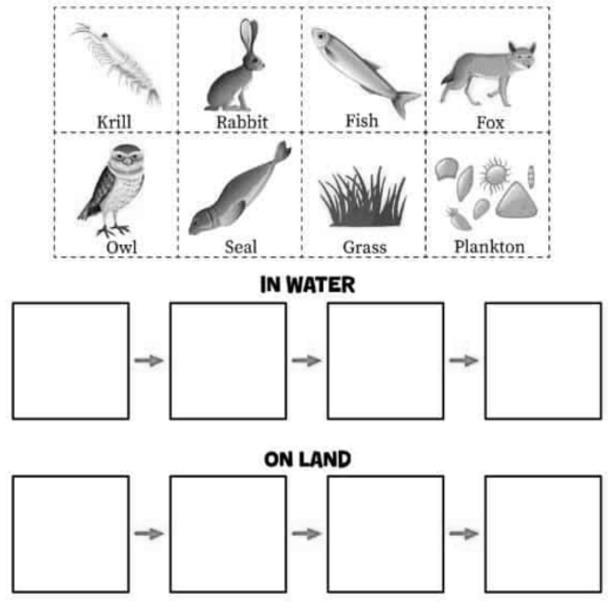 Krill Rabbit Fish Fox
Owl Seal Grass Plankton
IN WATER
ON LAND